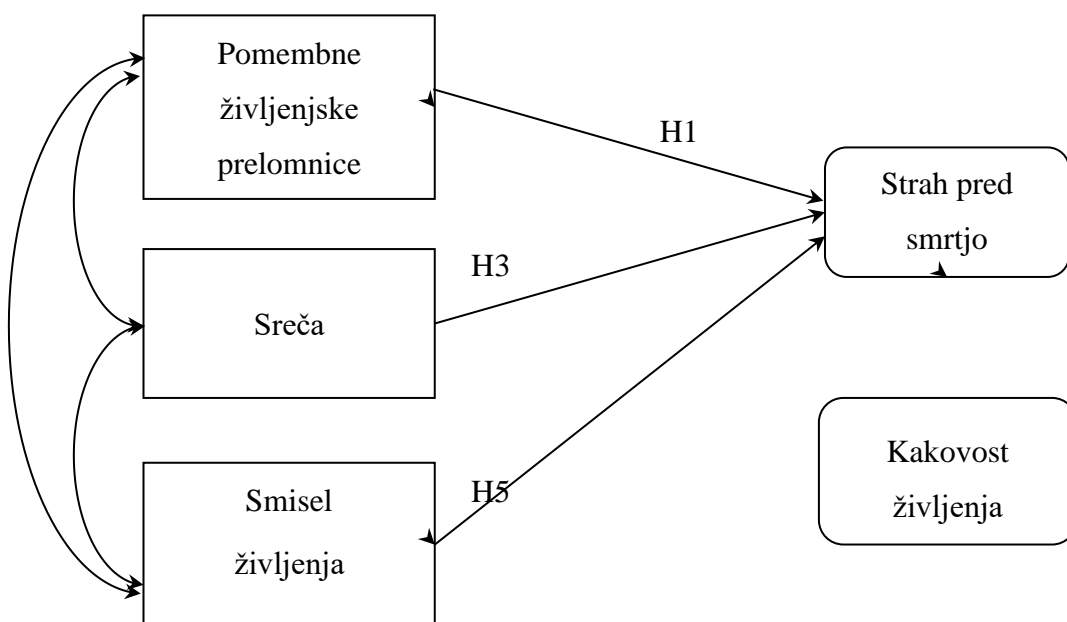 Pomembne
življenjske
prelomnice
H1
Strah pred
smrtjo
H3
Sreča
H5
Smisel
življenja
Kakovost
življenja